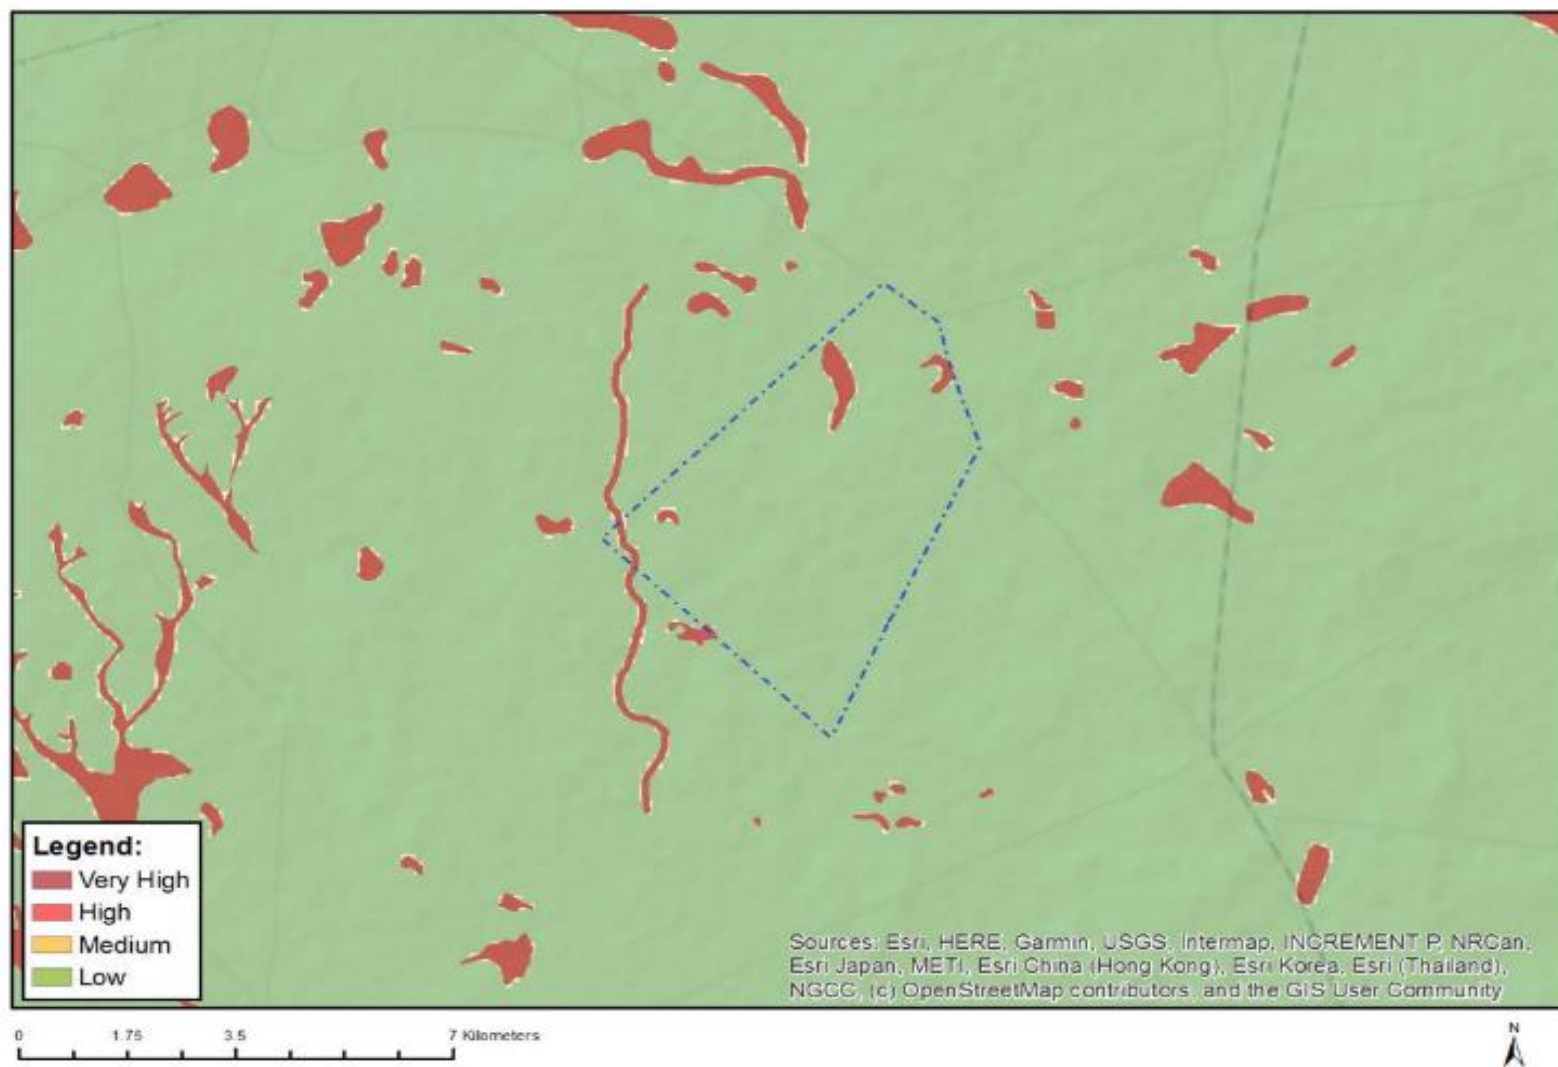 Legend:
Very High
High
Medium
Low
Sources: Esri, HERE, Garmin, USGS, Intermap, INCREMENT P, NRCan,
Esri Japan, METI, Esri China (Hong Kong), Esri Korea, Esri (Thailand),
NGCC, (c) OpenStreetMap contributors, and the GIS User Community
0 1.75 3.5 7 Kilometers
N